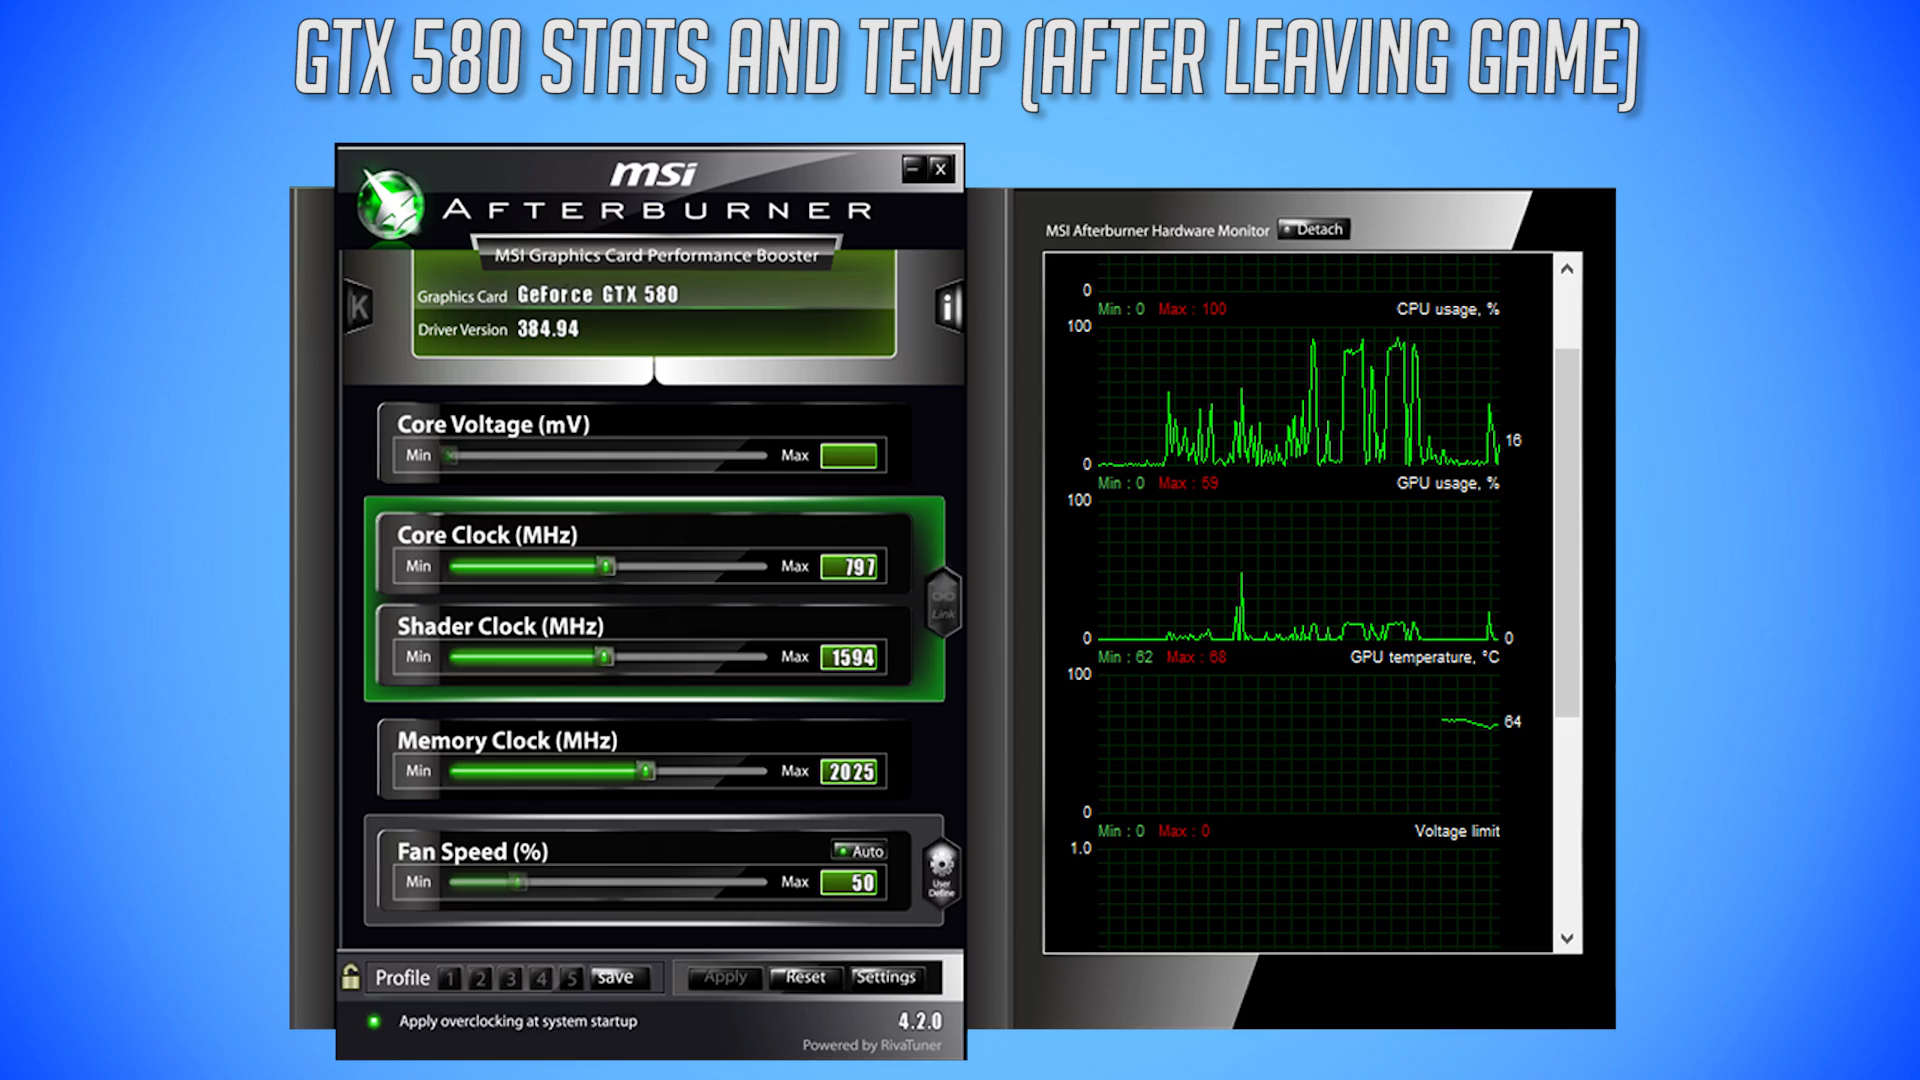 GTX 580 STATS AND TEMP (AFTER LEAVING GAME)
msi
AFTERBURNER
MSI Graphics Card Performance Booster
K
Graphics Card GeForce GTX 580
i
Driver Version 384.94
Core Voltage (mV)
Min Max
Core Clock (MHz)
Min Max 797
Link
Shader Clock (MHz)
Min Max 1594
Memory Clock (MHz)
Min Max 2025
Fan Speed (%) Auto
Min Max 50
User Define
Profile 1 2 3 4 5 save Apply Reset Settings
Apply overclocking at system startup 4.2.0
Powered by RivaTuner
MSI Afterburner Hardware Monitor Detach
0
Min : 0 Max : 100 CPU usage, %
100
16
0
Min : 0 Max : 69 GPU usage, %
100
0 0
Min : 62 Max : 68 GPU temperature, °C
100
64
0
Min : 0 Max : 0 Voltage limit
1.0